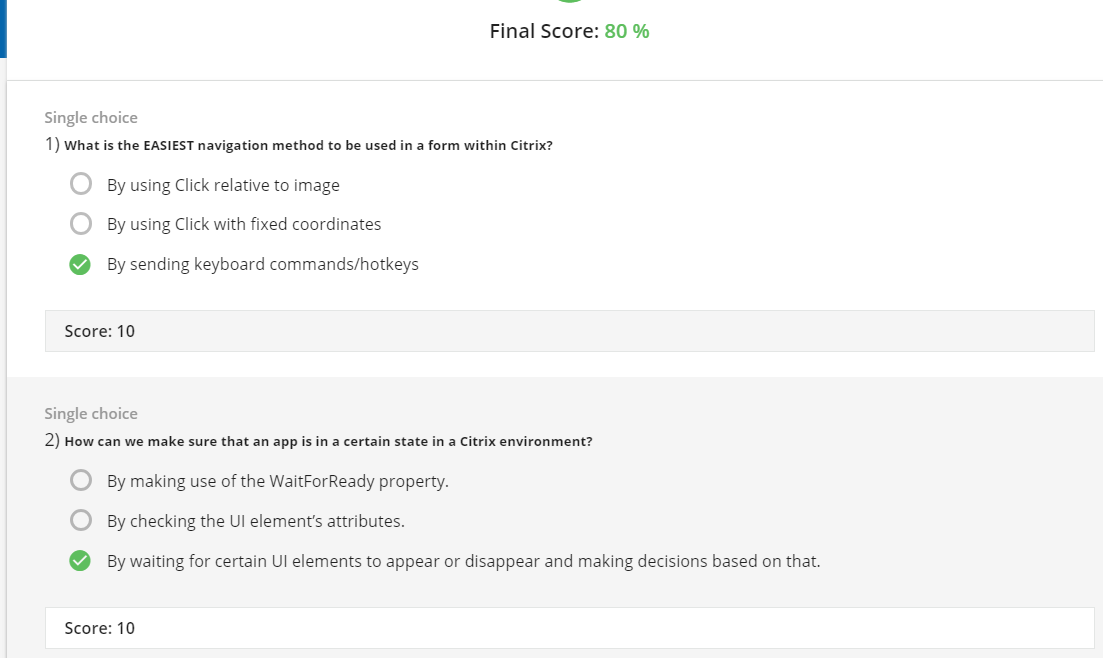 Final Score: 80 %
Single choice
1) What is the EASIEST navigation method to be used in a form within Citrix?
By using Click relative to image
By using Click with fixed coordinates
By sending keyboard commands/hotkeys
Score: 10
Single choice
2) How can we make sure that an app is in a certain state in a Citrix environment?
By making use of the WaitForReady property.
By checking the UI element’s attributes.
By waiting for certain UI elements to appear or disappear and making decisions based on that.
Score: 10